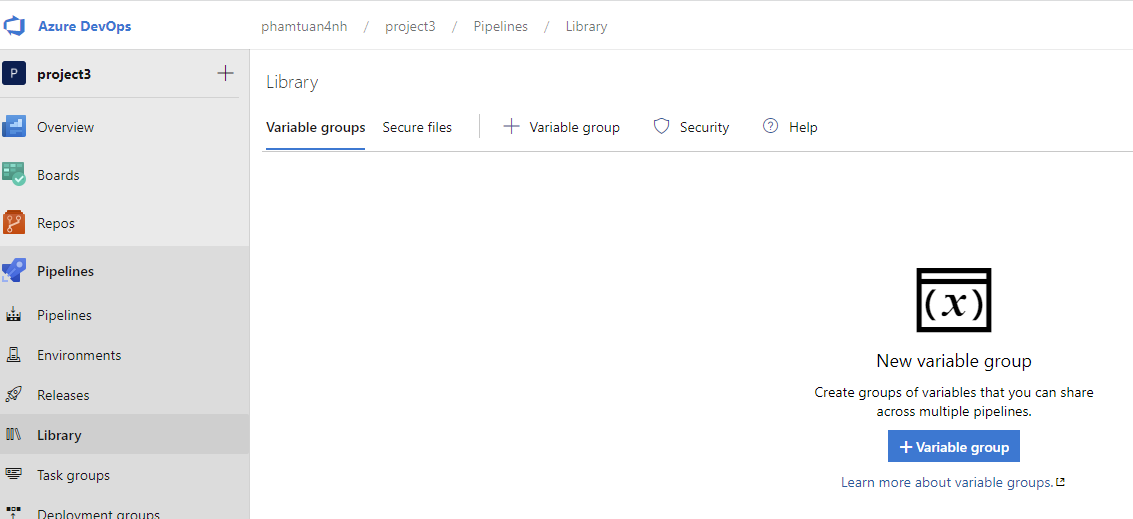 Azure DevOps
phamtuan4nh / project3 / Pipelines / Library
P project3
Overview
Boards
Repos
Pipelines
Pipelines
Environments
Releases
Library
Task groups
Deployment groups
Library
Variable groups Secure files + Variable group Security ? Help
(x)
New variable group
Create groups of variables that you can share
across multiple pipelines.
+ Variable group
Learn more about variable groups.